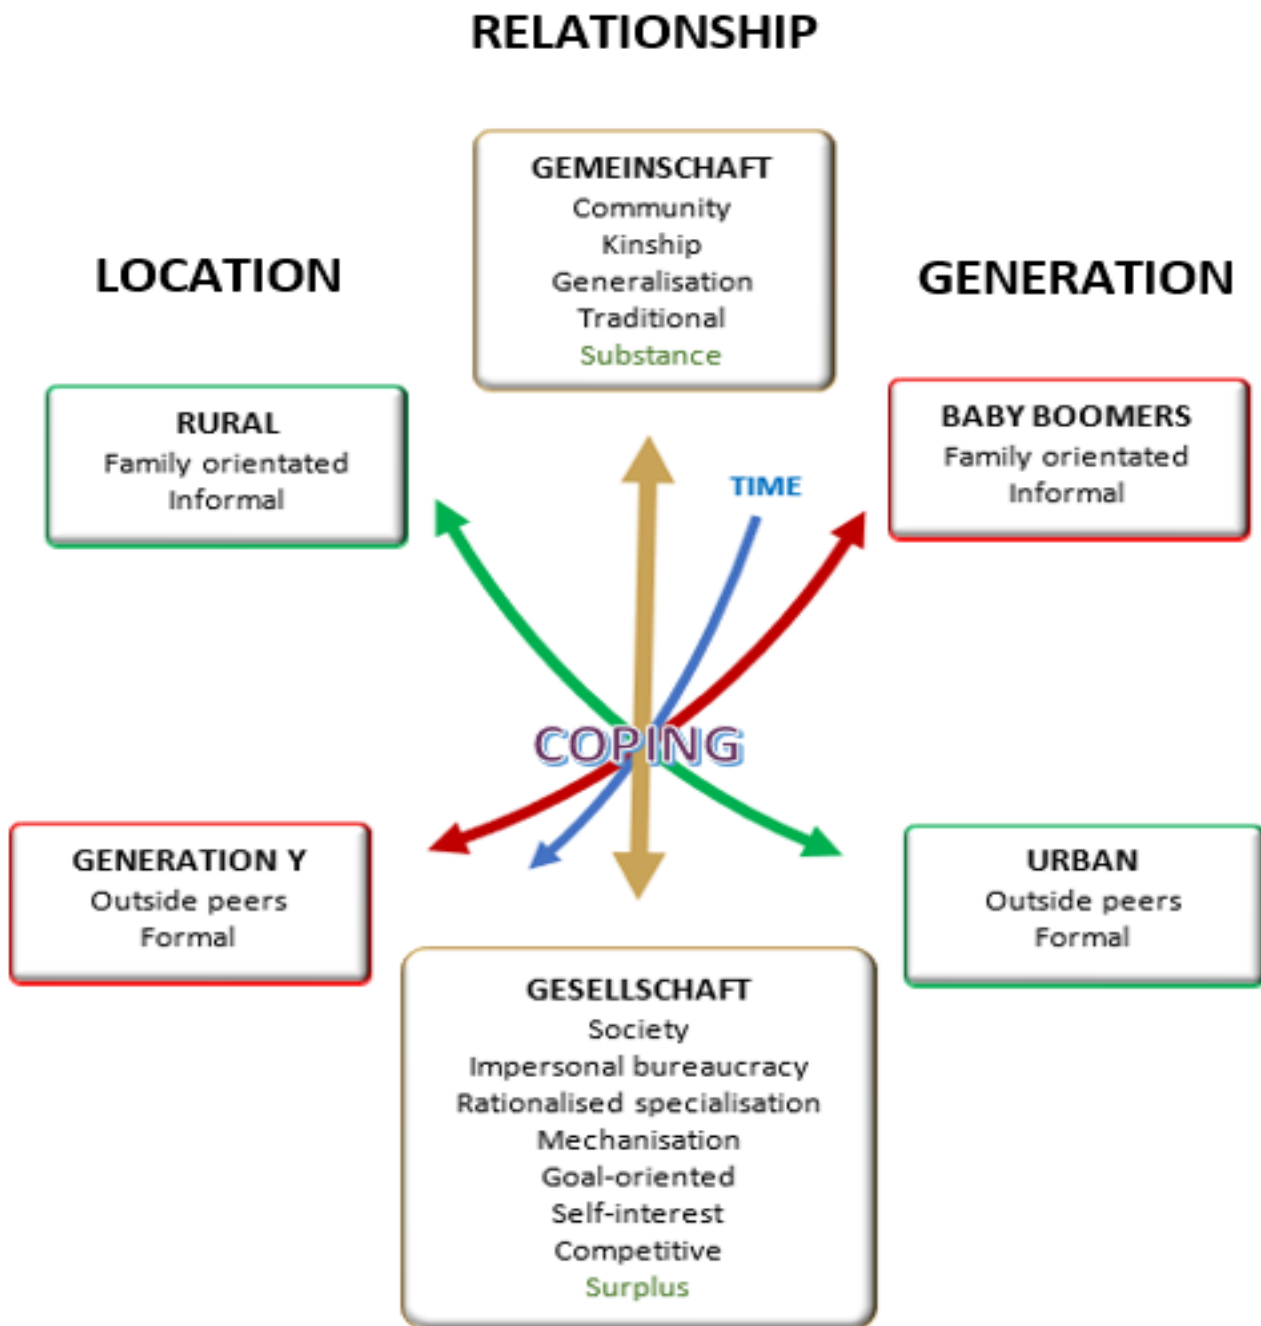 RELATIONSHIP
GEMEINSCHAFT
Community
Kinship
Generalisation
Traditional
Substance
LOCATION
GENERATION
RURAL
Family orientated
Informal
BABY BOOMERS
Family orientated
Informal
TIME
COPING
GENERATION Y
Outside peers
Formal
URBAN
Outside peers
Formal
GESELLSCHAFT
Society
Impersonal bureaucracy
Rationalised specialisation
Mechanisation
Goal-oriented
Self-interest
Competitive
Surplus